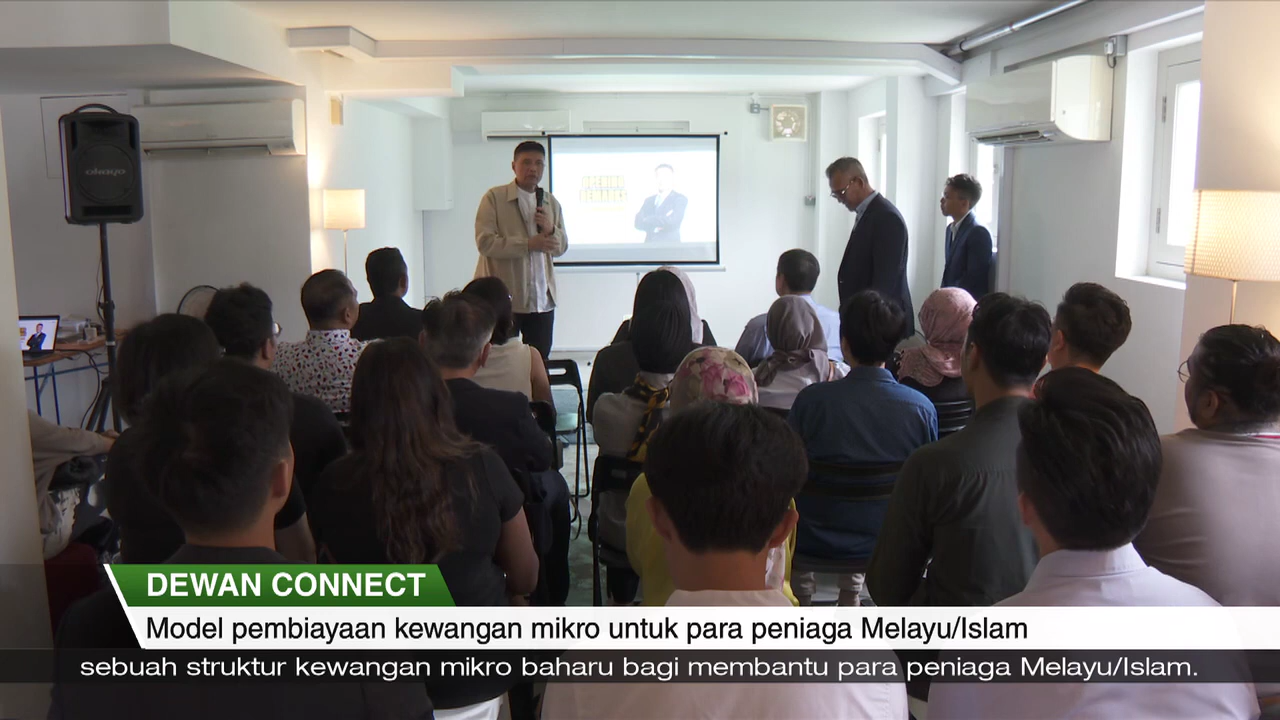 okayo
DEWAN CONNECT
Model pembiayaan kewangan mikro untuk para peniaga Melayu/Islam
sebuah struktur kewangan mikro baharu bagi membantu para peniaga Melayu/Islam.